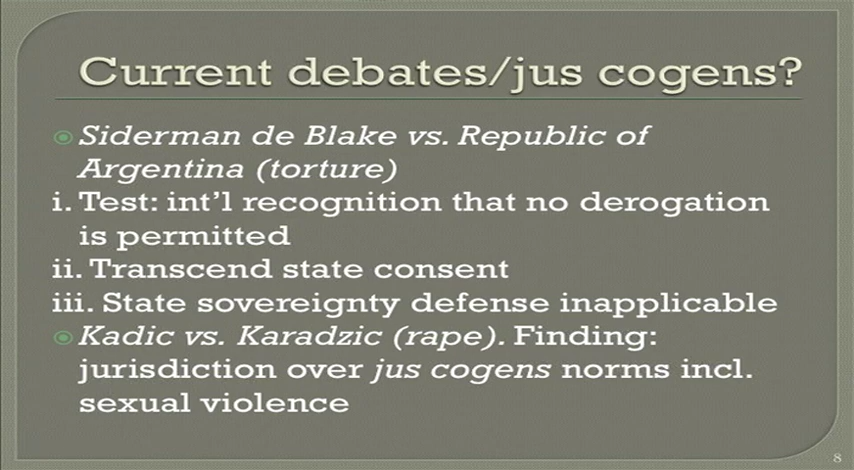 Current debates/jus cogens?
Siderman de Blake vs. Republic of
Argentina (torture)
i. Test: int'l recognition that no derogation
is permitted
ii. Transcend state consent
iii. State sovereignty defense inapplicable
Kadic vs. Karadzic (rape). Finding:
jurisdiction over jus cogens norms incl.
sexual violence
8